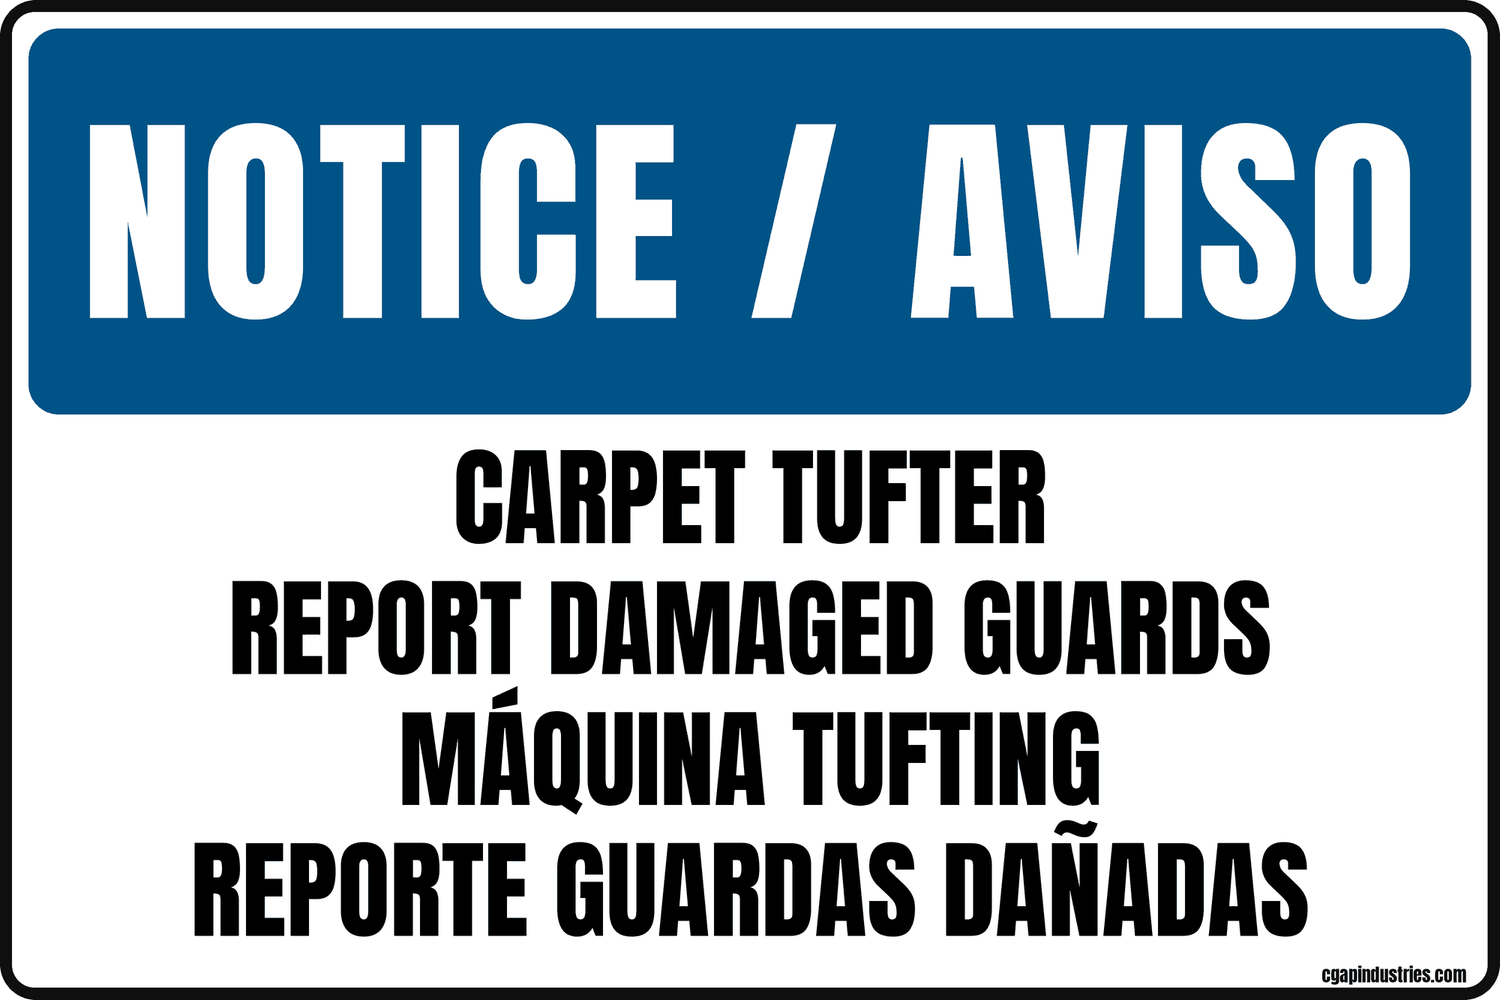 NOTICE / AVISO
CARPET TUFTER
REPORT DAMAGED GUARDS
MÁQUINA TUFTING
REPORTE GUARDAS DAÑADAS
cgapindustries.com